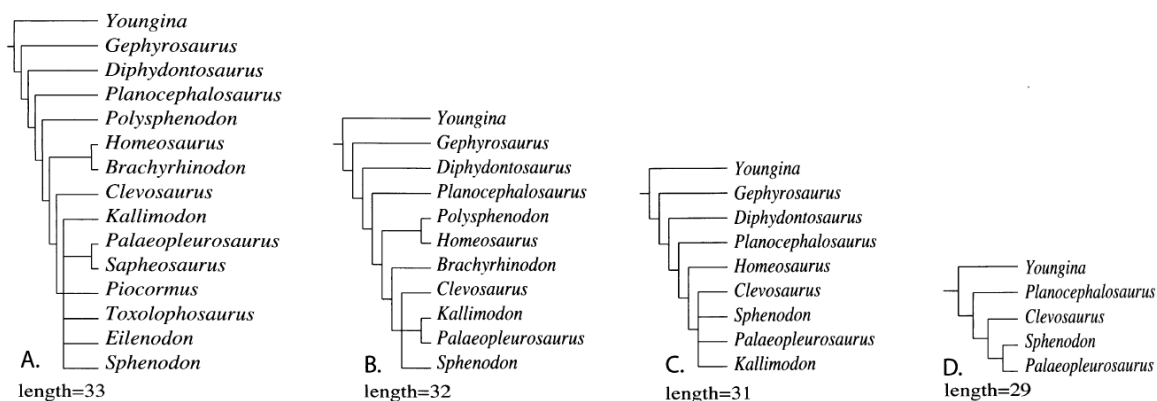 Youngina
Gephyrosaurus
Diphydontosaurus
Planocephalosaurus
Polysphenodon
Homeosaurus
Brachyrhinodon
Clevosaurus
Kallimodon
Palaeopleurosaurus
Sapheosaurus
Piocormus
Toxolophosaurus
Eilenodon
Sphenodon
A.
length=33
Youngina
Gephyrosaurus
Diphydontosaurus
Planocephalosaurus
Polysphenodon
Homeosaurus
Brachyrhinodon
Clevosaurus
Kallimodon
Palaeopleurosaurus
Sphenodon
B.
length=32
Youngina
Gephyrosaurus
Diphydontosaurus
Planocephalosaurus
Homeosaurus
Clevosaurus
Sphenodon
Palaeopleurosaurus
Kallimodon
C.
length=31
Youngina
Planocephalosaurus
Clevosaurus
Sphenodon
Palaeopleurosaurus
D.
length=29